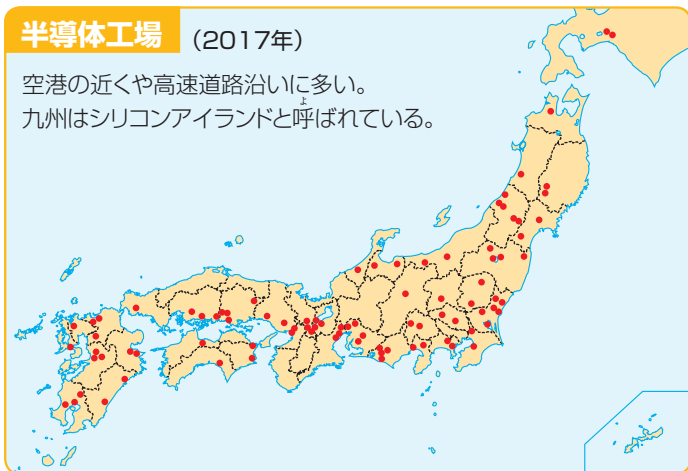 半導体工場 (2017年)
空港の近くや高速道路沿いに多い。
九州はシリコンアイランドと呼ばれている。